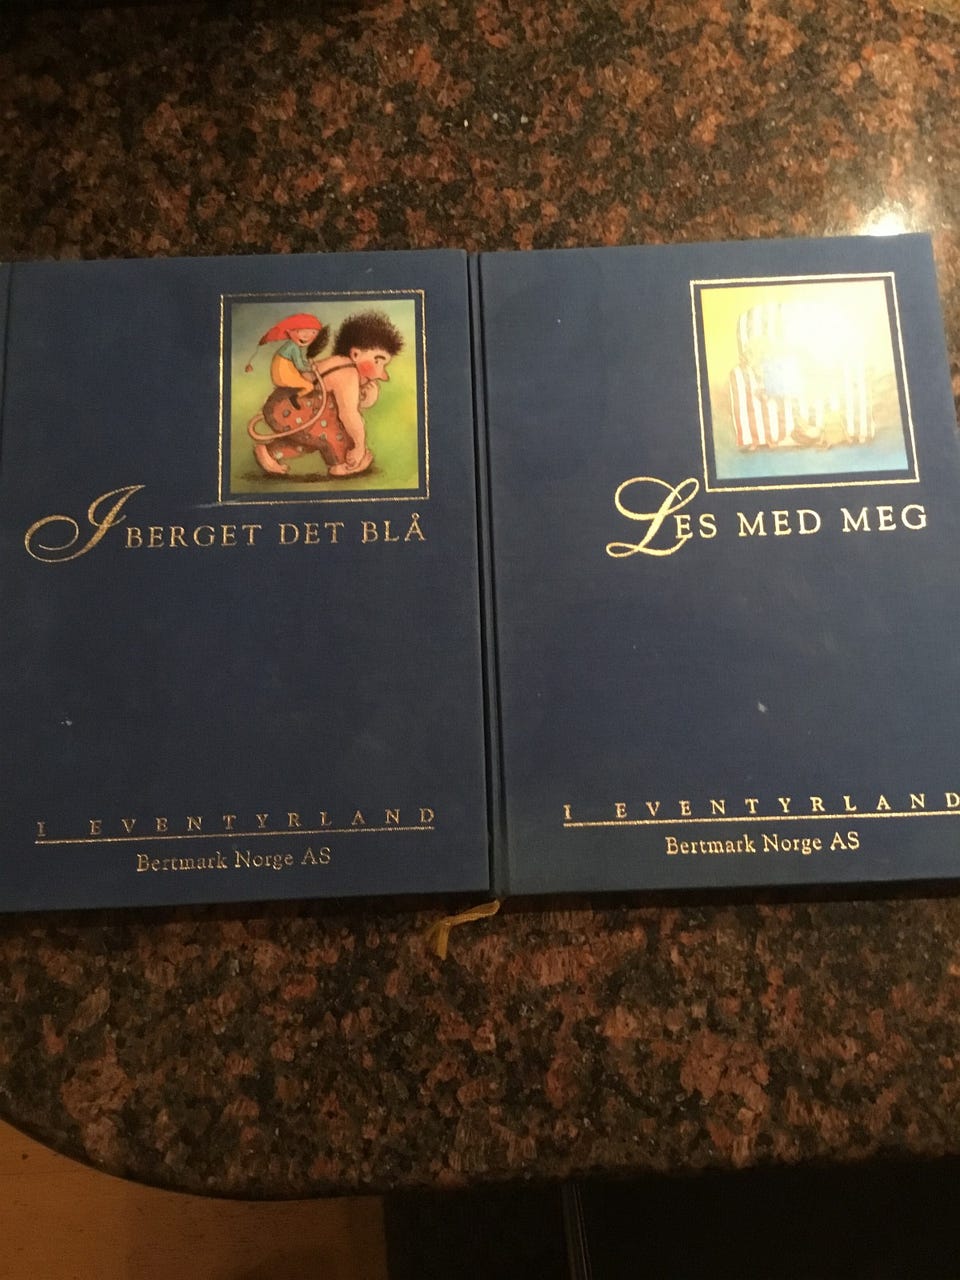 I BERGET DET BLÅ
I EVENTYRLAND
Bertmark Norge AS
LES MED MEG
I EVENTYRLAND
Bertmark Norge AS